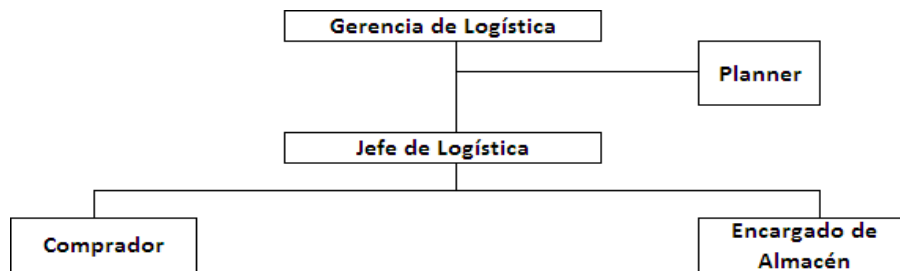 Gerencia de Logística
Planner
Jefe de Logística
Comprador
Encargado de
Almacén